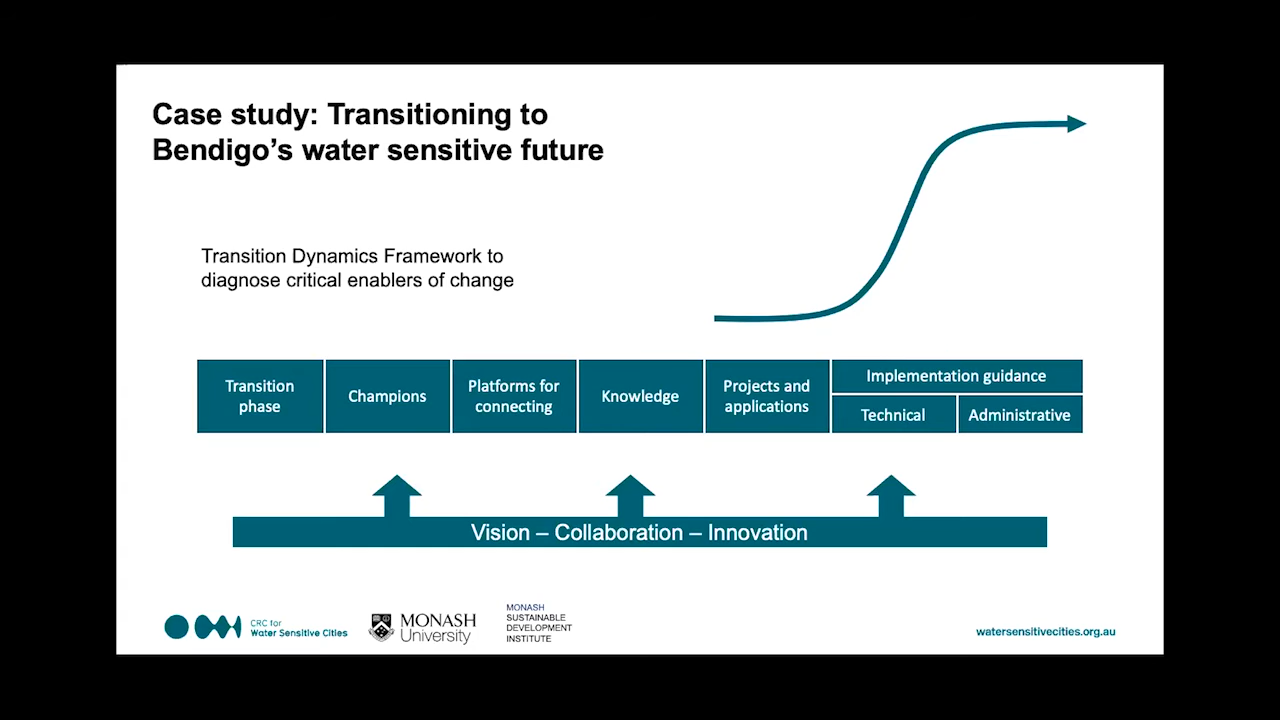 Case study: Transitioning to
Bendigo’s water sensitive future
Transition Dynamics Framework to
diagnose critical enablers of change
Transition
phase
Champions
Platforms for
connecting
Knowledge
Projects and
applications
Implementation guidance
Technical
Administrative
Vision – Collaboration – Innovation
CRC for
Water Sensitive Cities
MONASH
University
MONASH
SUSTAINABLE
DEVELOPMENT
INSTITUTE
watersensitivecities.org.au